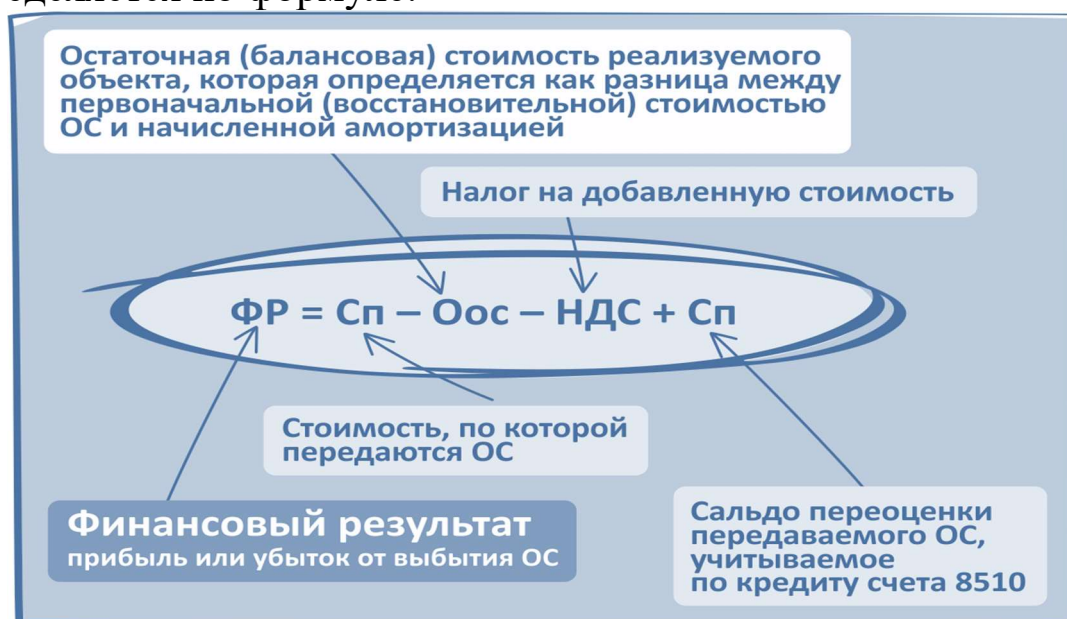 Остаточная (балансовая) стоимость реализуемого
объекта, которая определяется как разница между
первоначальной (восстановительной) стоимостью
ОС и начисленной амортизацией
Налог на добавленную стоимость
ФР = Сп – Оос – НДС + Сп
Стоимость, по которой
передаются ОС
Финансовый результат
прибыль или убыток от выбытия ОС
Сальдо переоценки
передаваемого ОС,
учитываемое
по кредиту счета 8510